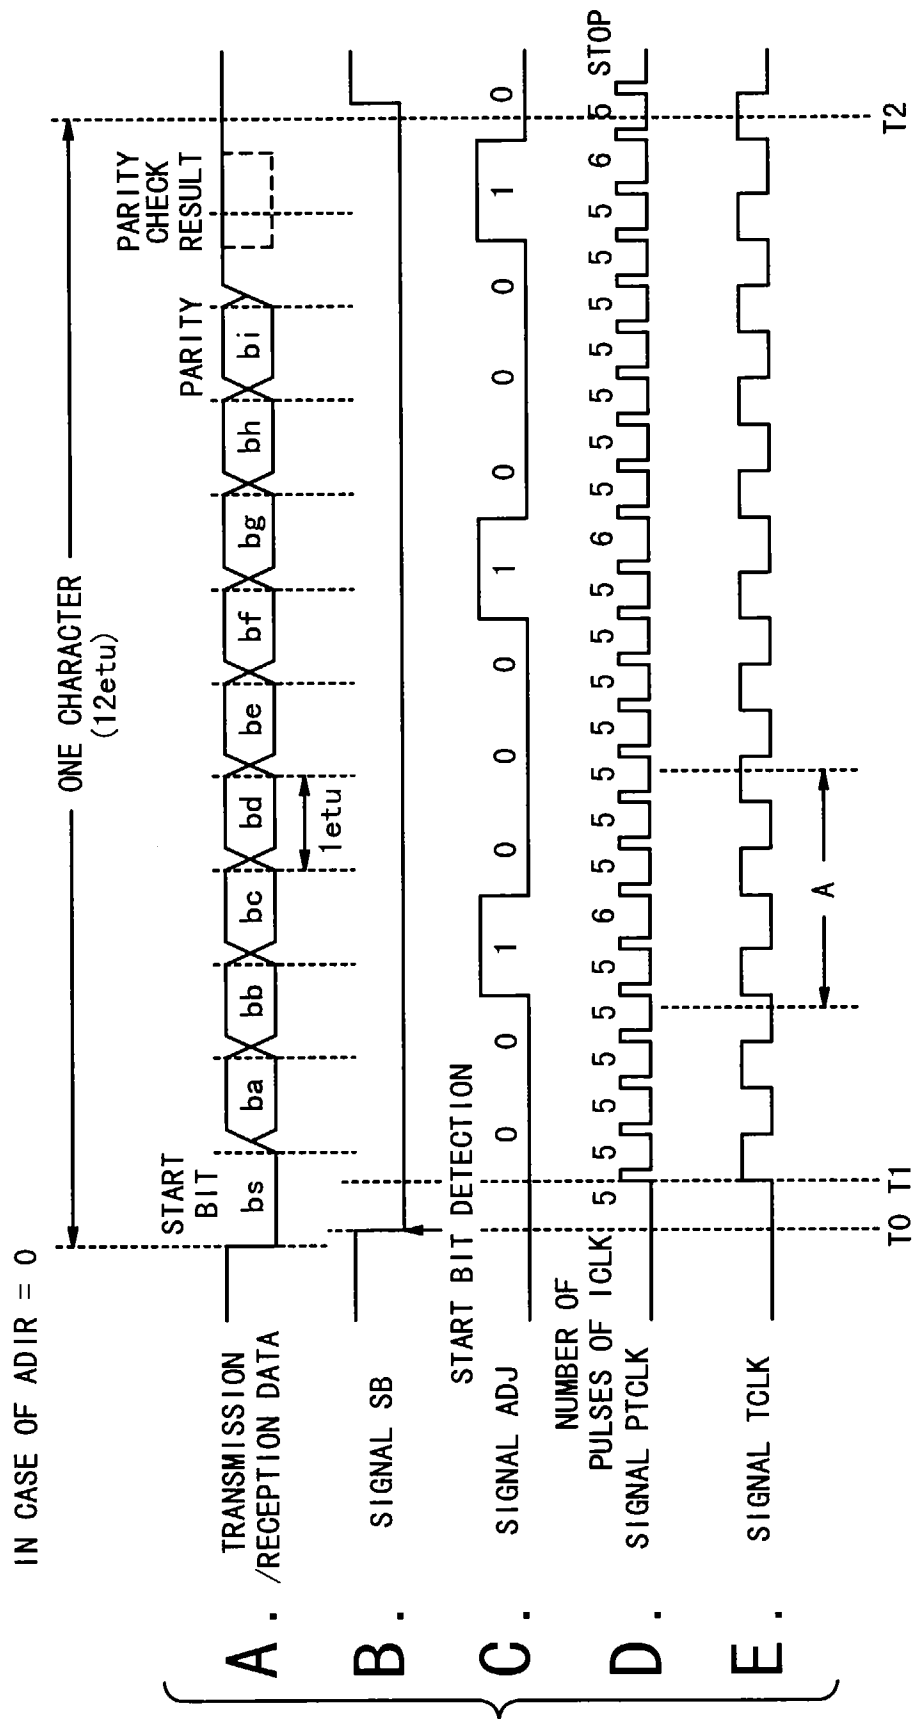 IN CASE OF ADIR = 0
ONE CHARACTER
(12etu)
START
BIT
PARITY
PARITY
CHECK
RESULT
A.
TRANSMISSION
/RECEPTION DATA
bs ba bb bc bd be bf bg bh bi
1etu
B.
SIGNAL SB
START BIT DETECTION
C.
SIGNAL ADJ
0 0 1 0 0 0 1 0 0 0 1 0
D.
NUMBER OF
PULSES OF ICLK
5 5 5 5 5 5 6 5 5 5 5 5 5 5 6 5 5 5 5 5 5 5 6 5 STOP
SIGNAL PTCLK
A
E.
SIGNAL TCLK
T0 T1 T2